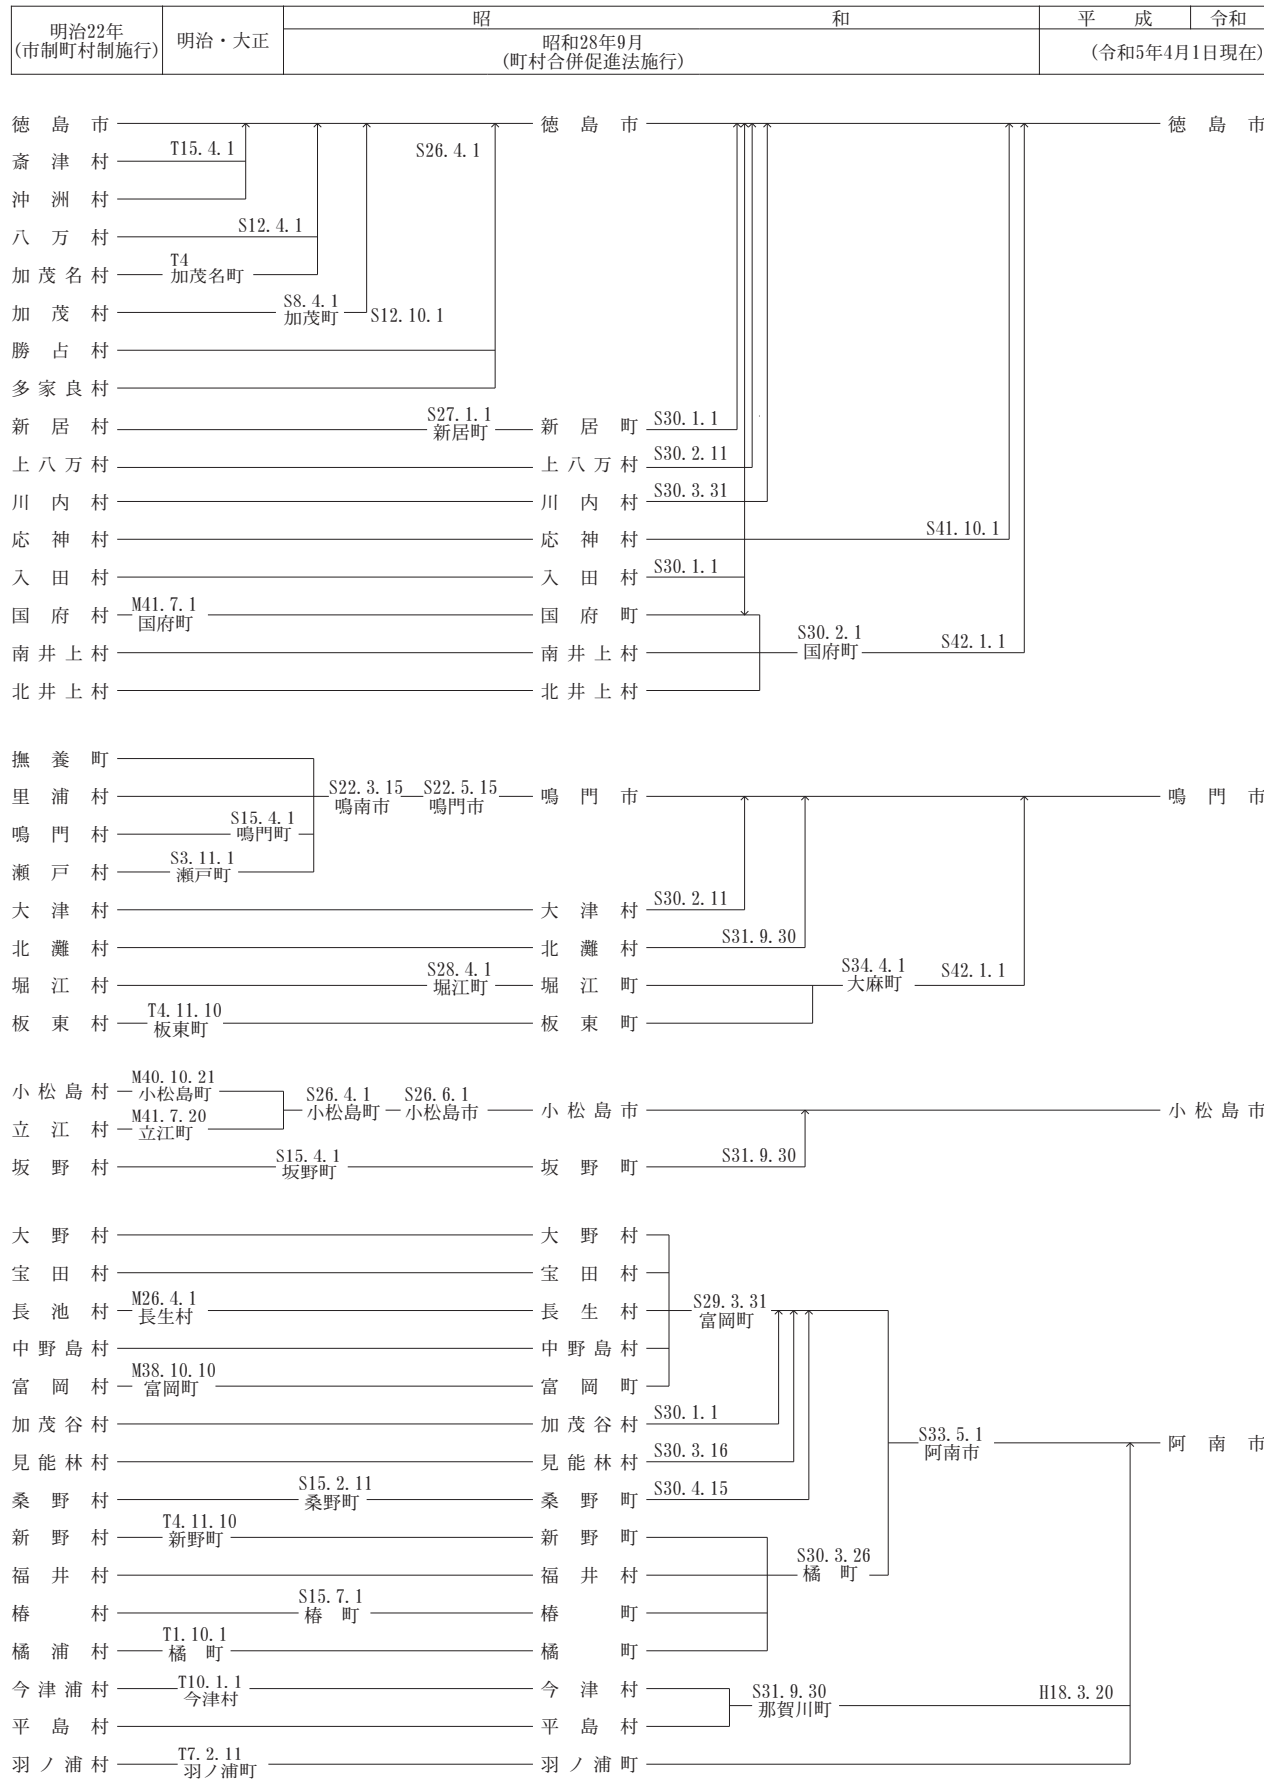 明治22年
(市制町村制施行)
明治・大正
昭 和
昭和28年9月
(町村合併促進法施行)
平 成
令和
(令和5年4月1日現在)
徳島市 徳島市 徳島市
斎津村 T15.4.1 S26.4.1
沖洲村
八万村 S12.4.1
加茂名村 T4
加茂名町
加茂村 S8.4.1
加茂町 S12.10.1
勝占村
多家良村
新居村 S27.1.1
新居町 新居町 S30.1.1
上八万村 上八万村 S30.2.11
川内村 川内村 S30.3.31
応神村 応神村 S41.10.1
入田村 入田村 S30.1.1
国府村 M41.7.1
国府町 国府町
南井上村 南井上村 S30.2.1
国府町 S42.1.1
北井上村 北井上村
撫養町
里浦村 S22.3.15
鳴南市 S22.5.15
鳴門市 鳴門市 鳴門市
鳴門村 S15.4.1
鳴門町
瀬戸村 S3.11.1
瀬戸町
大津村 大津村 S30.2.11
北灘村 北灘村 S31.9.30
堀江村 S28.4.1
堀江町 堀江町 S34.4.1
大麻町 S42.1.1
板東村 T4.11.10
板東町 板東町
小松島村 M40.10.21
小松島町 S26.4.1
小松島町 S26.6.1
小松島市 小松島市 小松島市
立江村 M41.7.20
立江町
坂野村 S15.4.1
坂野町 坂野町 S31.9.30
大野村 大野村
宝田村 宝田村
長池村 M26.4.1
長生村 長生村 S29.3.31
富岡町
中野島村 中野島村
富岡村 M38.10.10
富岡町 富岡町
加茂谷村 加茂谷村 S30.1.1
見能林村 見能林村 S30.3.16 S33.5.1
阿南市 阿南市
桑野村 S15.2.11
桑野町 桑野町 S30.4.15
新野村 T4.11.10
新野町 新野町
福井村 福井村 S30.3.26
橘町
椿村 S15.7.1
椿町 椿町
橘浦村 T1.10.1
橘町 橘町
今津浦村 T10.1.1
今津村 今津村 S31.9.30
那賀川町 H18.3.20
平島村 平島村
羽ノ浦村 T7.2.11
羽ノ浦町 羽ノ浦町